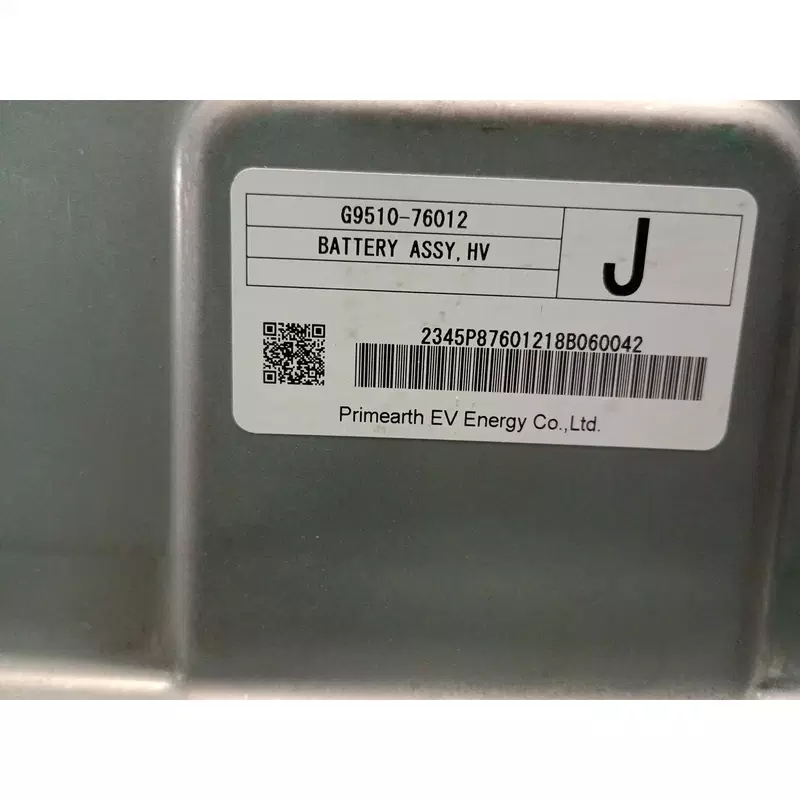 G9510-76012
BATTERY ASSY,HV
J
2345P87601218B060042
Primearth EV Energy Co.,Ltd.